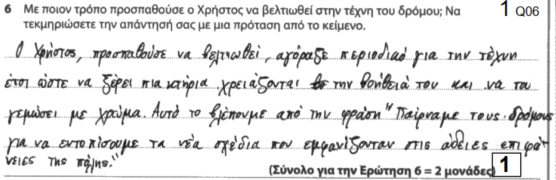 6 Με ποιον τρόπο προσπαθούσε ο Χρήστος να βελτιωθεί στην τέχνη του δρόμου; Να
τεκμηριώσετε την απάντησή σας με μια πρόταση από το κείμενο.
1 Q06
Ο Χρήστος, προσπαθούσε να βελτιωθεί, αγόραζε περιοδικά για την τέχνη
έτσι ώστε να ξέρει πια κτήρια χρειάζονται την βοήθειά του και να τα
γεμώσει με χρώμα. Αυτό το βλέπουμε από την φράση "Παίρναμε τους δρόμους
για να εντοπίσουμε τα νέα σχέδια που εμφανίζονταν στις άδειες επιφά-
νειες της πόλης."
(Σύνολο για την Ερώτηση 6 = 2 μονάδες) 1